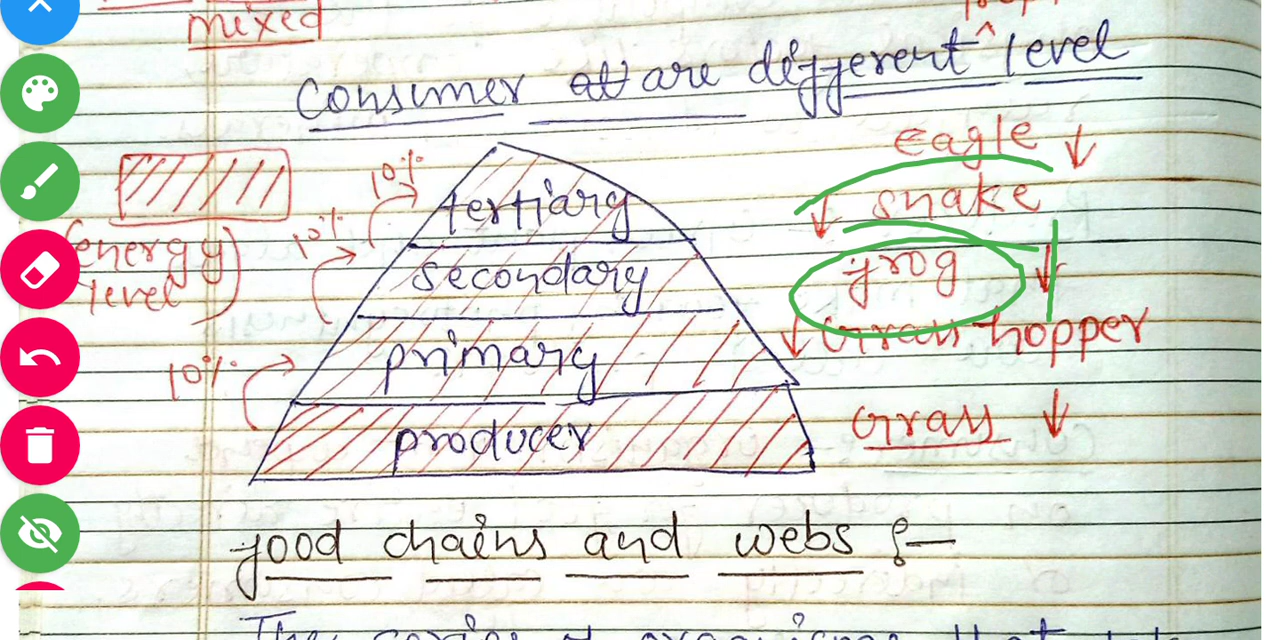 mixed
Consumer are different level
eagle ↓
↓ snake
frog ↓
↓ Grass hopper
Grass ↓
(energy level)
10%
10%
10%
tertiary
secondary
primary
producer
food chains and webs :—